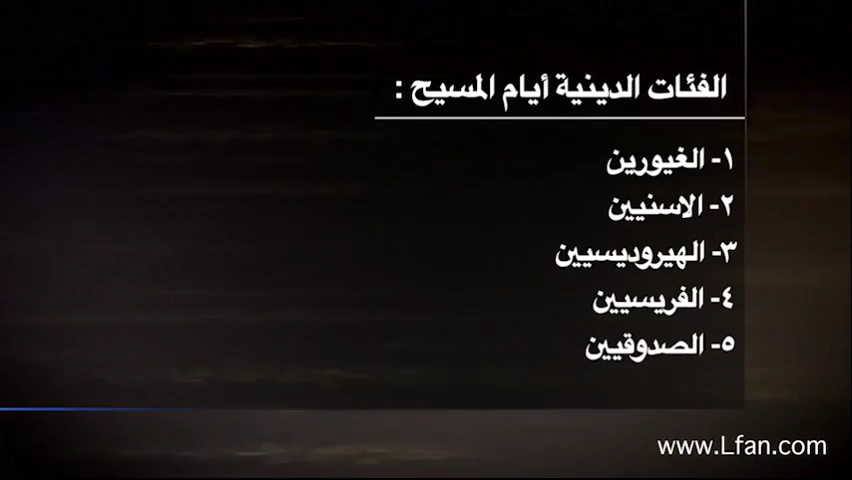 الفئات الدينية أيام المسيح :
١- الغيورين
٢- الاسنيين
٣- الهيروديسيين
٤- الفريسيين
٥- الصدوقيين
www.Lfan.com